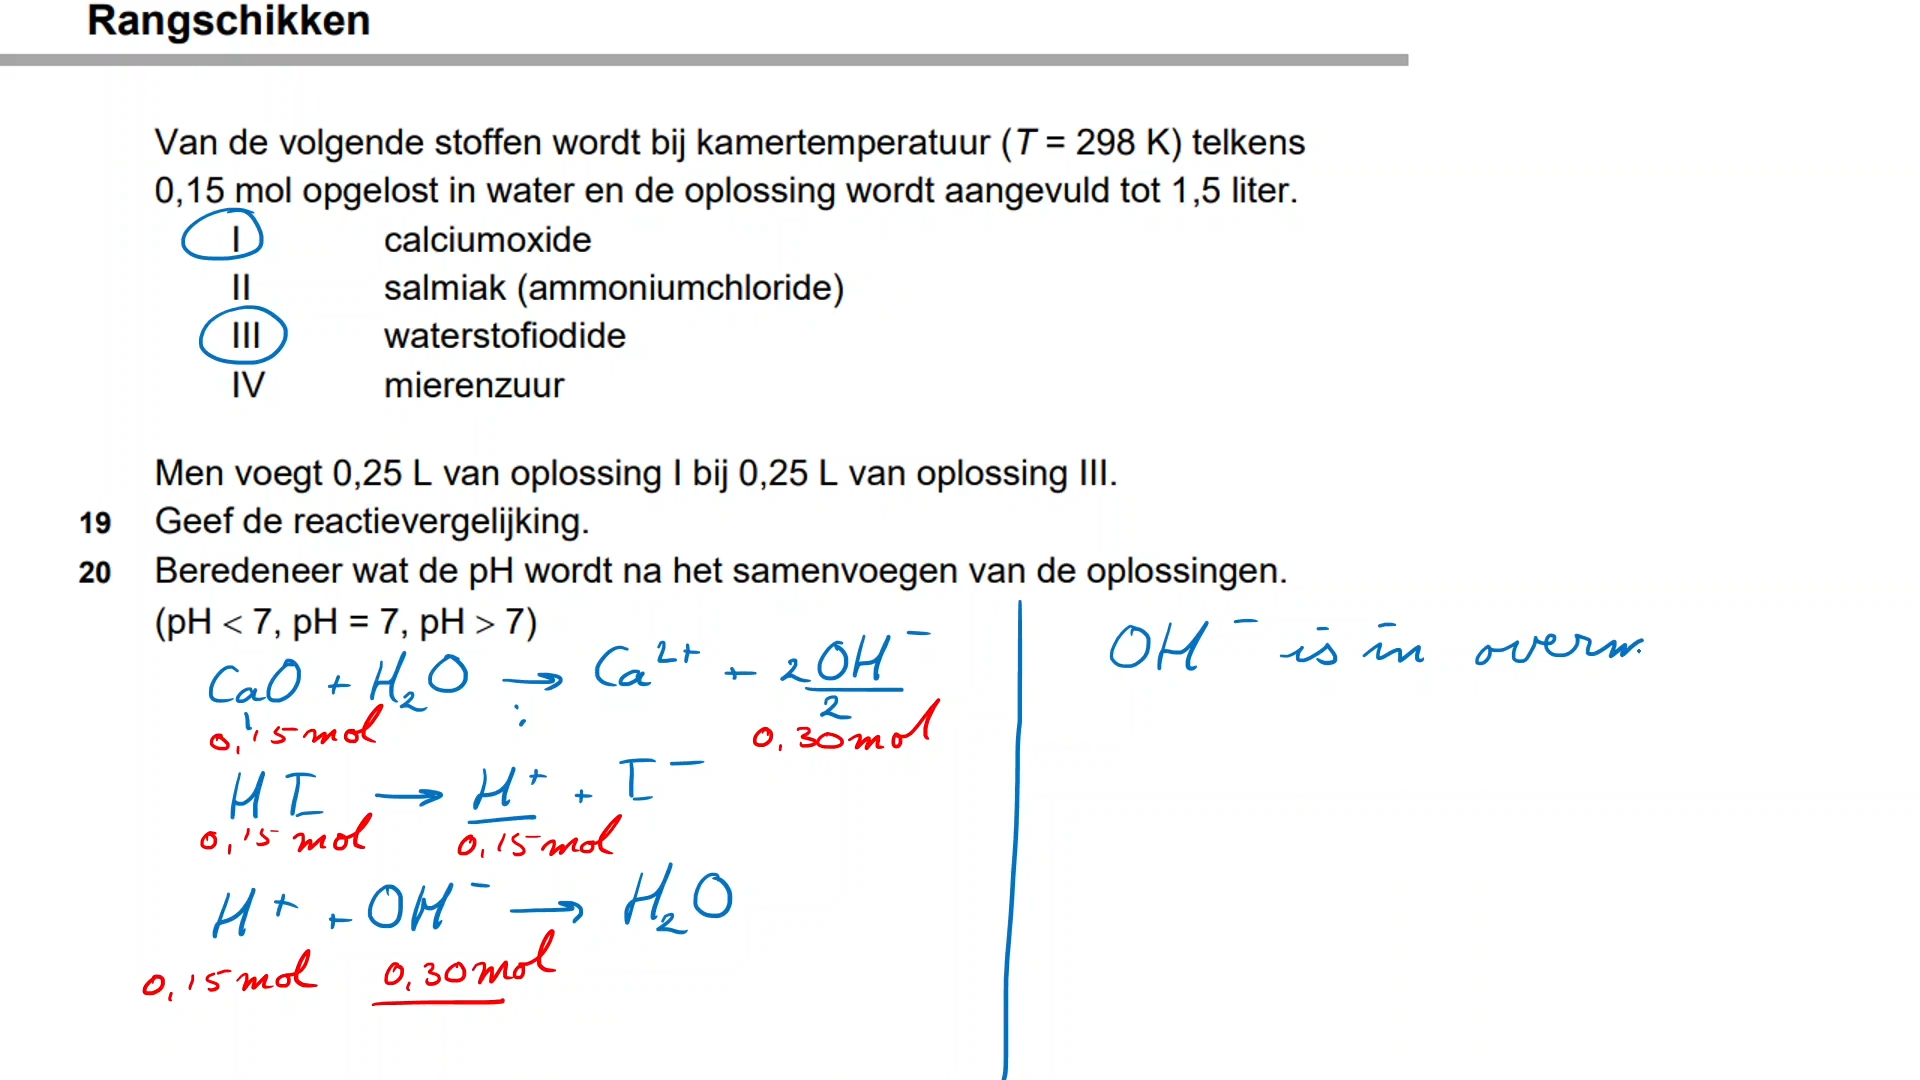 Rangschikken
Van de volgende stoffen wordt bij kamertemperatuur (T = 298 K) telkens
0,15 mol opgelost in water en de oplossing wordt aangevuld tot 1,5 liter.
I calciumoxide
II salmiak (ammoniumchloride)
III waterstofiodide
IV mierenzuur
Men voegt 0,25 L van oplossing I bij 0,25 L van oplossing III.
19 Geef de reactievergelijking.
20 Beredeneer wat de pH wordt na het samenvoegen van de oplossingen.
(pH < 7, pH = 7, pH > 7)
CaO + H₂O → Ca²⁺ + 2OH⁻
1 : 2
0,15 mol 0,30 mol
HI → H⁺ + I⁻
0,15 mol 0,15 mol
H⁺ + OH⁻ → H₂O
0,15 mol 0,30 mol
OH⁻ is in overm.